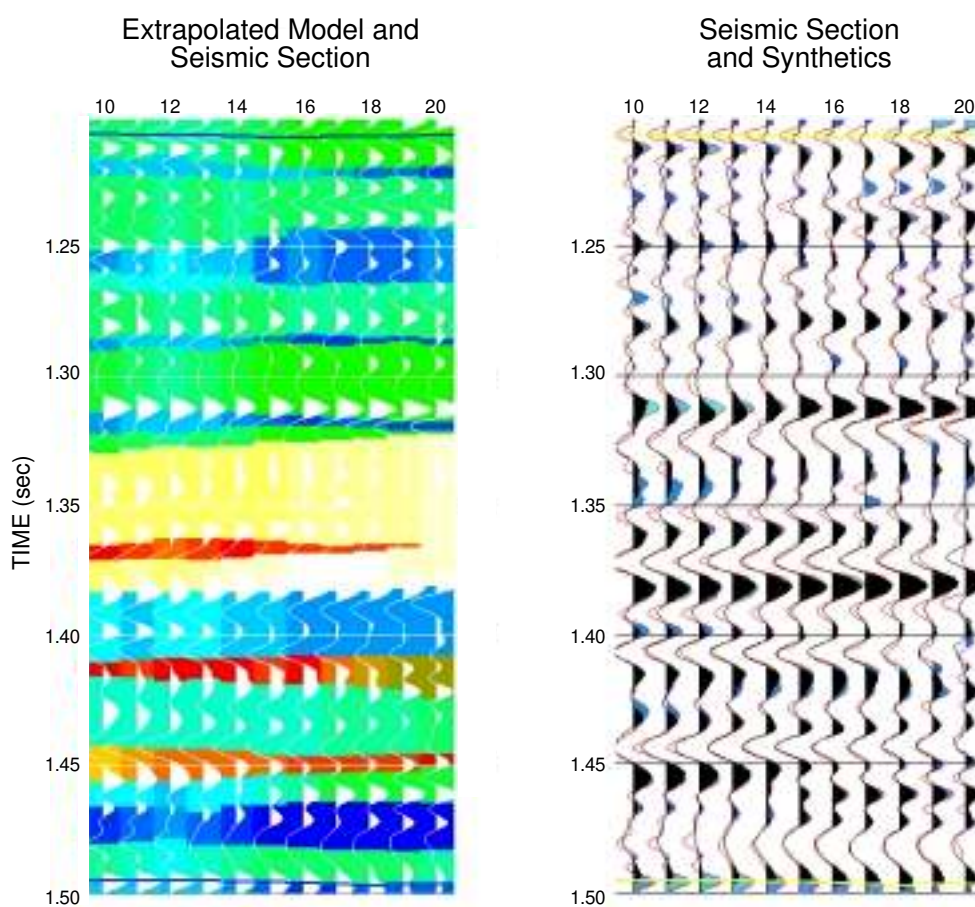 Extrapolated Model and
Seismic Section
10 12 14 16 18 20
Seismic Section
and Synthetics
10 12 14 16 18 20
TIME (sec)
1.25
1.30
1.35
1.40
1.45
1.50
1.25
1.30
1.35
1.40
1.45
1.50